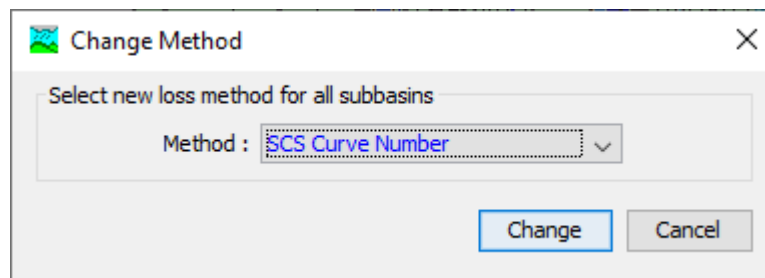 Change Method
Select new loss method for all subbasins
Method : SCS Curve Number
Change Cancel